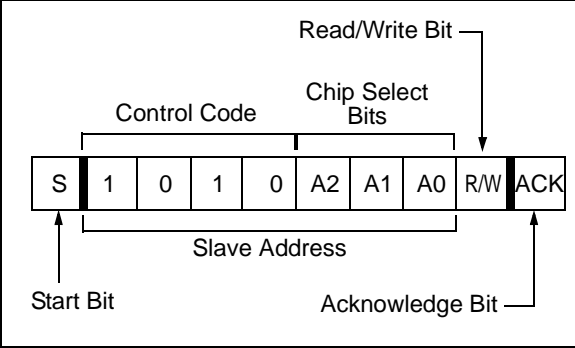 Read/Write Bit
Chip Select
Control Code Bits
S 1 0 1 0 A2 A1 A0 R/W ACK
Slave Address
Start Bit Acknowledge Bit